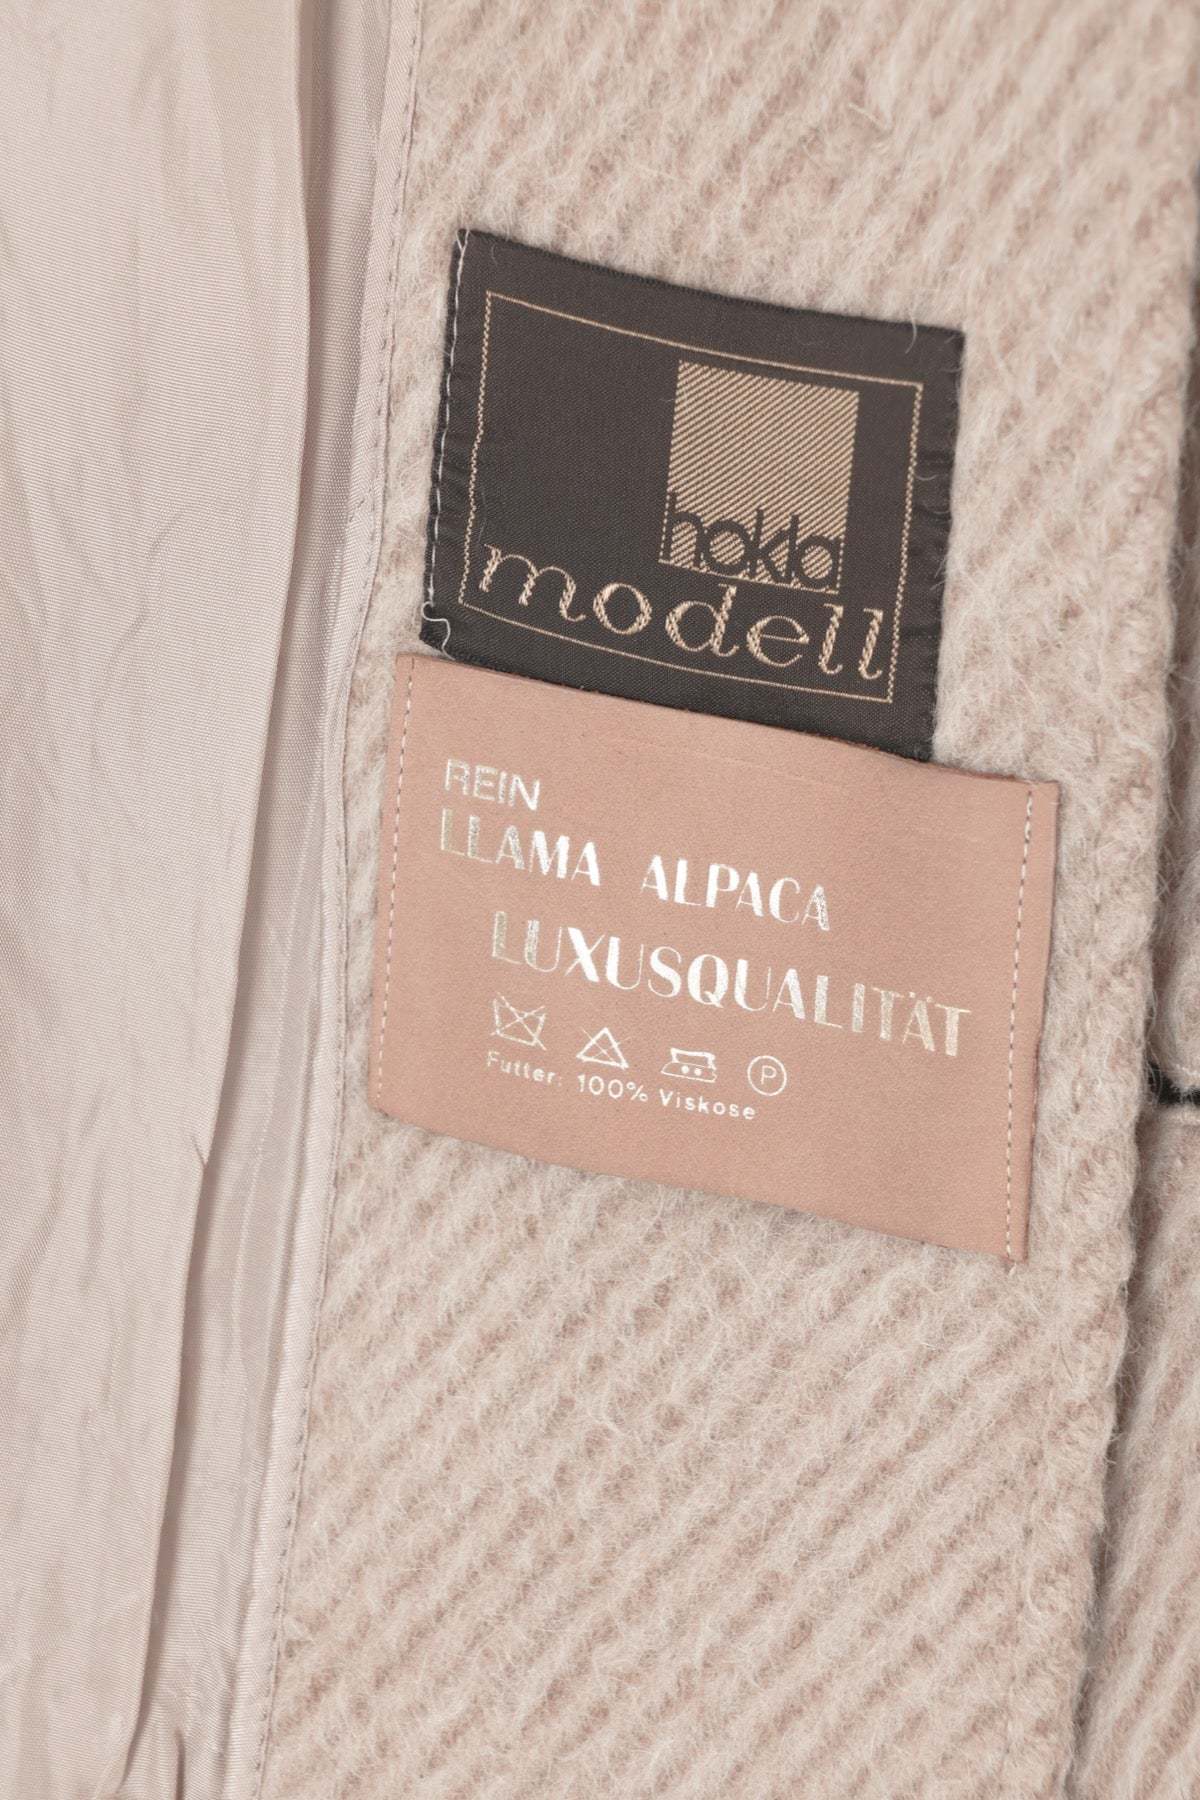 hokla
modell
REIN
LLAMA ALPACA
LUXUSQUALITÄT
P
Futter: 100% Viskose